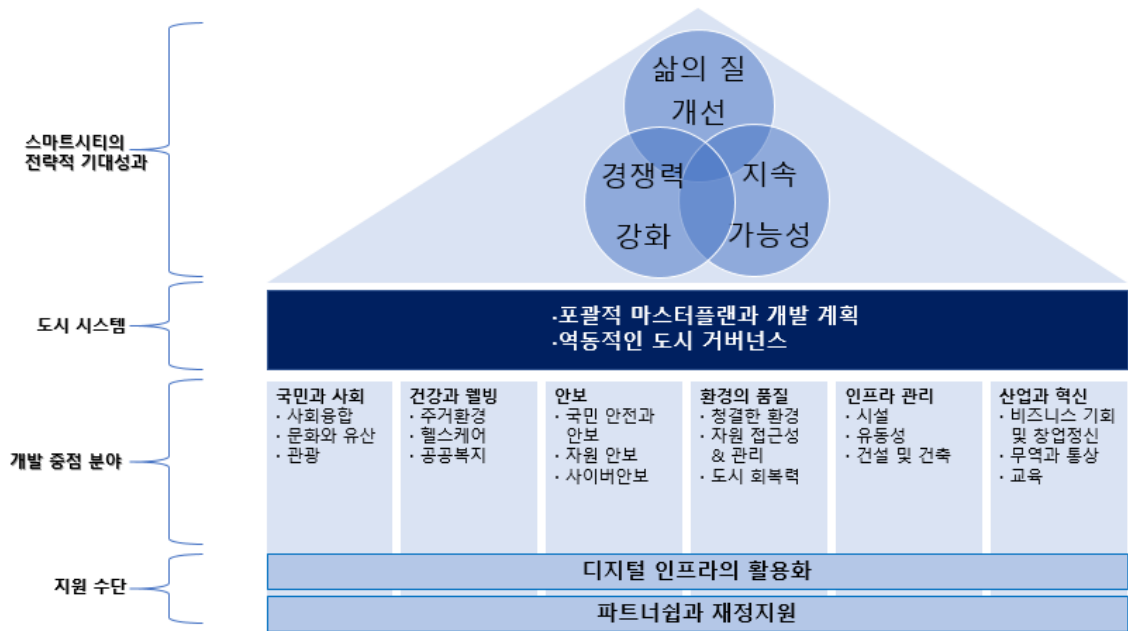 스마트시티의
전략적 기대성과
삶의 질
개선
경쟁력
강화
지속
가능성
도시 시스템
·포괄적 마스터플랜과 개발 계획
·역동적인 도시 거버넌스
개발 중점 분야
국민과 사회
· 사회융합
· 문화와 유산
· 관광
건강과 웰빙
· 주거환경
· 헬스케어
· 공공복지
안보
· 국민 안전과
안보
· 자원 안보
· 사이버안보
환경의 품질
· 청결한 환경
· 자원 접근성
& 관리
· 도시 회복력
인프라 관리
· 시설
· 유동성
· 건설 및 건축
산업과 혁신
· 비즈니스 기회
및 창업정신
· 무역과 통상
· 교육
지원 수단
디지털 인프라의 활용화
파트너쉽과 재정지원